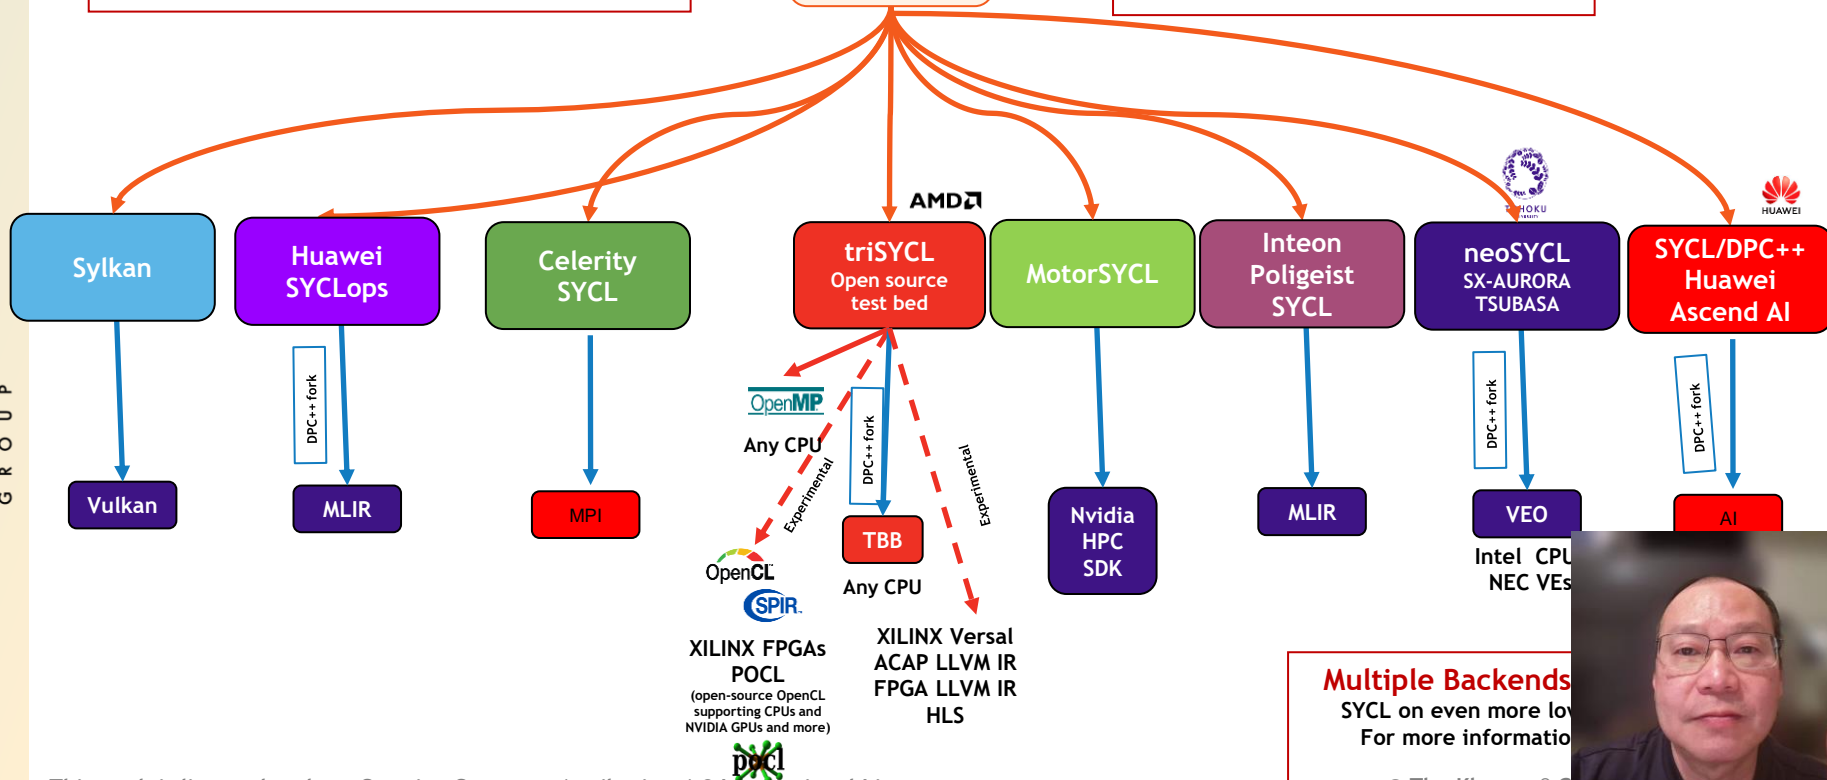 AMD
TOHOKU
HUAWEI
Sylkan
Huawei
SYCLops
Celerity
SYCL
triSYCL
Open source
test bed
MotorSYCL
Inteon
Poligeist
SYCL
neoSYCL
SX-AURORA
TSUBASA
SYCL/DPC++
Huawei
Ascend AI
DPC++ fork
OpenMP
Any CPU
Experimental
DPC++ fork
Experimental
DPC++ fork
DPC++ fork
Vulkan
MLIR
MPI
TBB
Any CPU
Nvidia
HPC
SDK
MLIR
VEO
Intel CPU
NEC VEs
AI
OpenCL
SPIR
XILINX FPGAs
POCL
(open-source OpenCL
supporting CPUs and
NVIDIA GPUs and more)
pocl
XILINX Versal
ACAP LLVM IR
FPGA LLVM IR
HLS
Multiple Backends
SYCL on even more
For more
GROUP